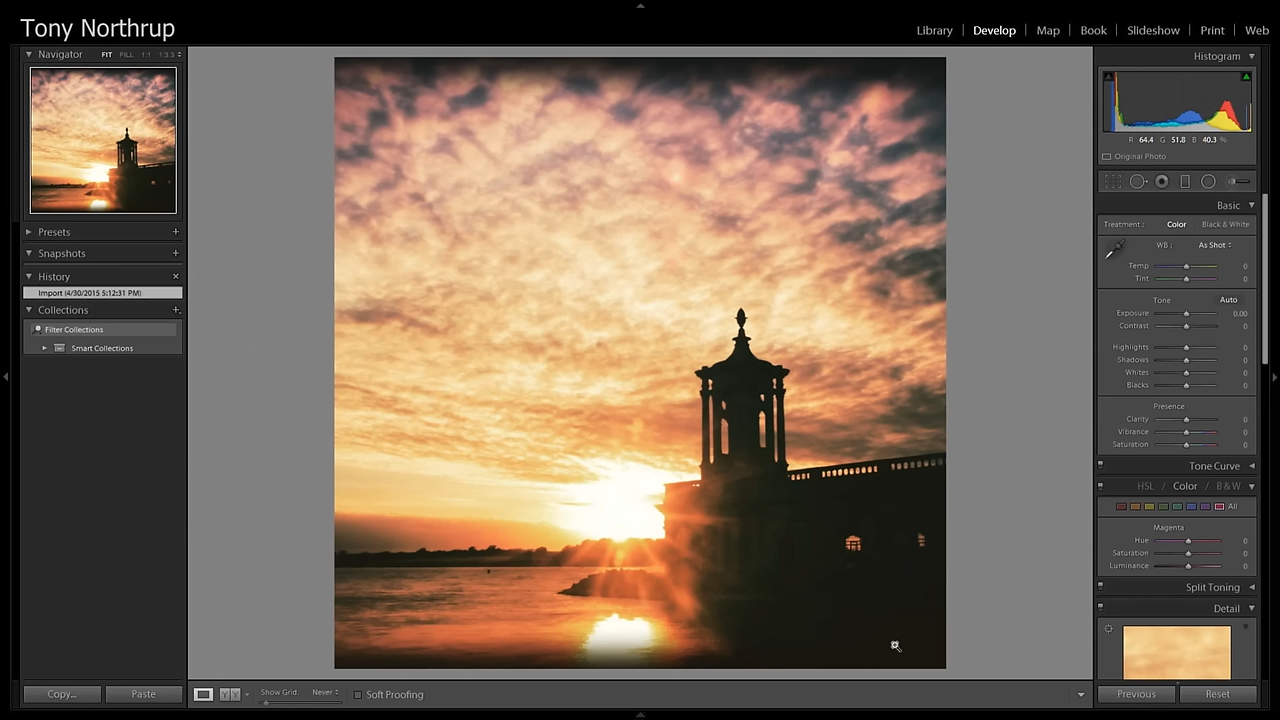 Tony Northrup
Library | Develop | Map | Book | Slideshow | Print | Web
Navigator FIT FILL 1:1 1:3
Presets
Snapshots
History
Import (4/30/2015 5:12:31 PM)
Collections
Filter Collections
Smart Collections
Copy... Paste
Show Grid: Never Soft Proofing
Histogram
R 64.4 G 51.8 B 40.3 %
Original Photo
Basic
Treatment: Color Black & White
WB: As Shot
Temp 0
Tint 0
Tone Auto
Exposure 0.00
Contrast 0
Highlights 0
Shadows 0
Whites 0
Blacks 0
Presence
Clarity 0
Vibrance 0
Saturation 0
Tone Curve
HSL / Color / B & W
All
Magenta
Hue 0
Saturation 0
Luminance 0
Split Toning
Detail
Previous Reset